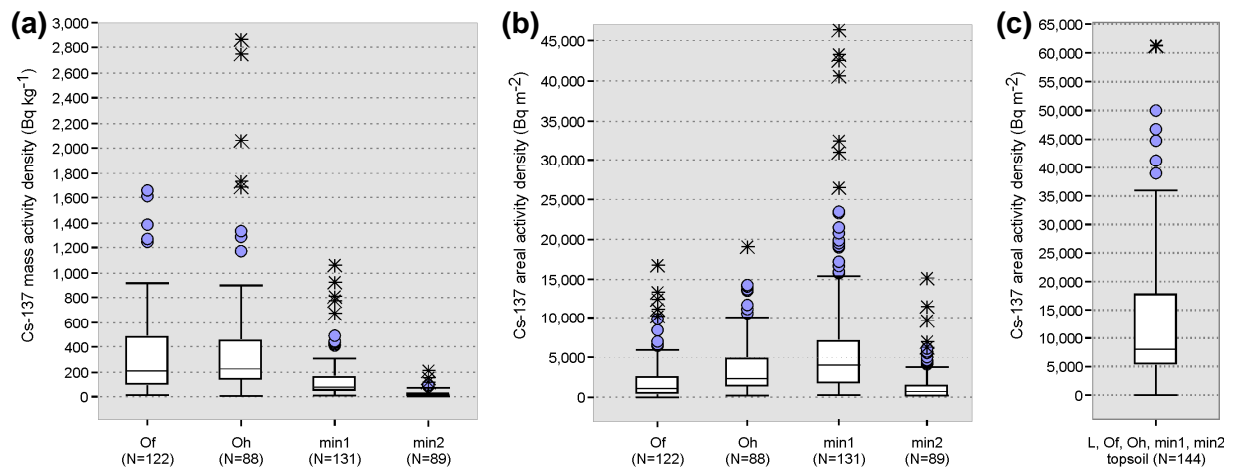 (a)
Cs-137 mass activity density (Bq kg⁻¹)
3,000
2,800
2,600
2,400
2,200
2,000
1,800
1,600
1,400
1,200
1,000
800
600
400
200
0
Of
(N=122)
Oh
(N=88)
min1
(N=131)
min2
(N=89)
(b)
Cs-137 areal activity density (Bq m⁻²)
45,000
40,000
35,000
30,000
25,000
20,000
15,000
10,000
5,000
0
Of
(N=122)
Oh
(N=88)
min1
(N=131)
min2
(N=89)
(c)
Cs-137 areal activity density (Bq m⁻²)
65,000
60,000
55,000
50,000
45,000
40,000
35,000
30,000
25,000
20,000
15,000
10,000
5,000
0
L, Of, Oh, min1, min2
topsoil (N=144)